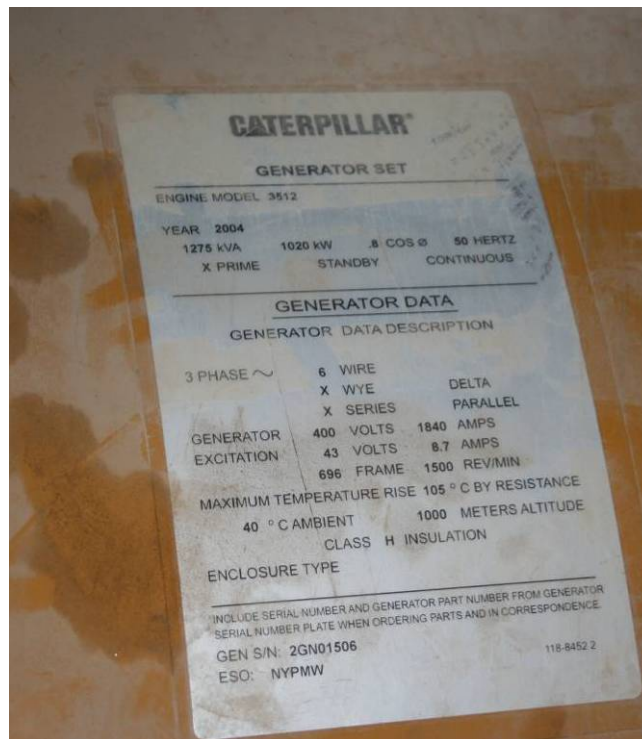 CATERPILLAR®
GENERATOR SET
ENGINE MODEL 3512
YEAR 2004
1275 kVA 1020 kW .8 COS Ø 50 HERTZ
X PRIME STANDBY CONTINUOUS
GENERATOR DATA
GENERATOR DATA DESCRIPTION
3 PHASE ~ 6 WIRE
X WYE DELTA
X SERIES PARALLEL
GENERATOR 400 VOLTS 1840 AMPS
EXCITATION 43 VOLTS 8.7 AMPS
696 FRAME 1500 REV/MIN
MAXIMUM TEMPERATURE RISE 105 ° C BY RESISTANCE
40 ° C AMBIENT 1000 METERS ALTITUDE
CLASS H INSULATION
ENCLOSURE TYPE
INCLUDE SERIAL NUMBER AND GENERATOR PART NUMBER FROM GENERATOR
SERIAL NUMBER PLATE WHEN ORDERING PARTS AND IN CORRESPONDENCE.
GEN S/N: 2GN01506
ESO: NYPMW 118-8452 2